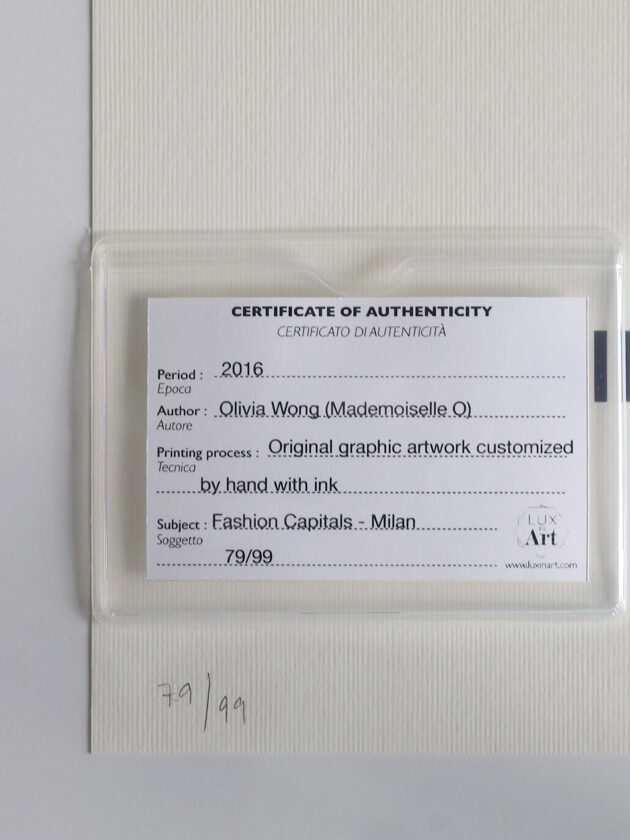 CERTIFICATE OF AUTHENTICITY
CERTIFICATO DI AUTENTICITÀ
Period : 2016
Epoca
Author : Olivia Wong (Mademoiselle O)
Autore
Printing process : Original graphic artwork customized
Tecnica
by hand with ink
Subject : Fashion Capitals - Milan
Soggetto
79/99
LUX
IN
Art
www.luxinart.com
79/99